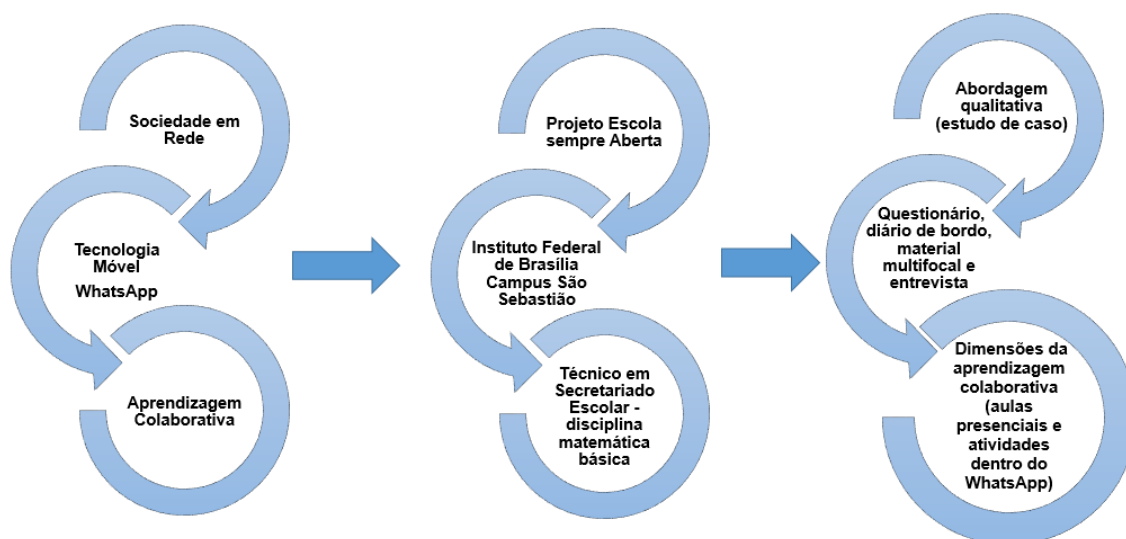 Sociedade em
Rede
Tecnologia
Móvel
WhatsApp
Aprendizagem
Colaborativa
Projeto Escola
sempre Aberta
Instituto Federal
de Brasília
Campus São
Sebastião
Técnico em
Secretariado
Escolar -
disciplina
matemática
básica
Abordagem
qualitativa
(estudo de caso)
Questionário,
diário de bordo,
material
multifocal e
entrevista
Dimensões da
aprendizagem
colaborativa
(aulas
presenciais e
atividades
dentro do
WhatsApp)